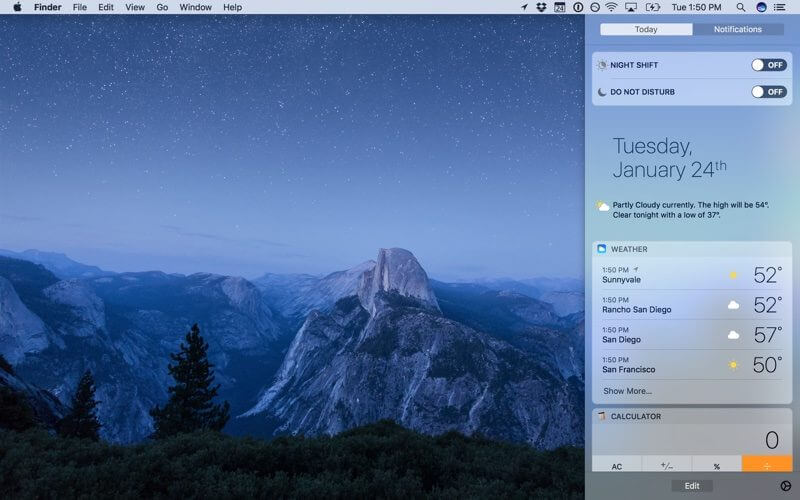 Finder File Edit View Go Window Help Tue 1:50 PM
Today Notifications
NIGHT SHIFT OFF
DO NOT DISTURB OFF
Tuesday,
January 24th
Partly Cloudy currently. The high will be 54°.
Clear tonight with a low of 37°.
WEATHER
1:50 PM
Sunnyvale 52°
1:50 PM
Rancho San Diego 52°
1:50 PM
San Diego 57°
1:50 PM
San Francisco 50°
Show More...
CALCULATOR
0
AC +/− % ÷
Edit